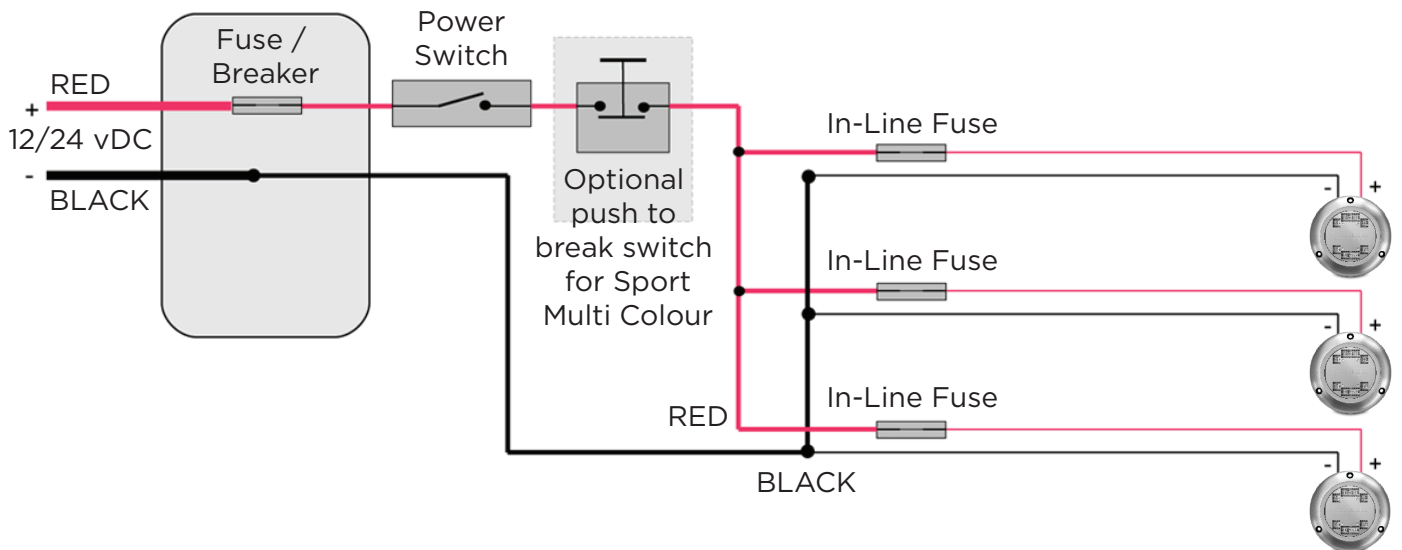 Fuse /
Breaker
Power
Switch
RED
+
12/24 vDC
-
BLACK
Optional
push to
break switch
for Sport
Multi Colour
In-Line Fuse
- +
In-Line Fuse
- +
In-Line Fuse
RED
- +
BLACK